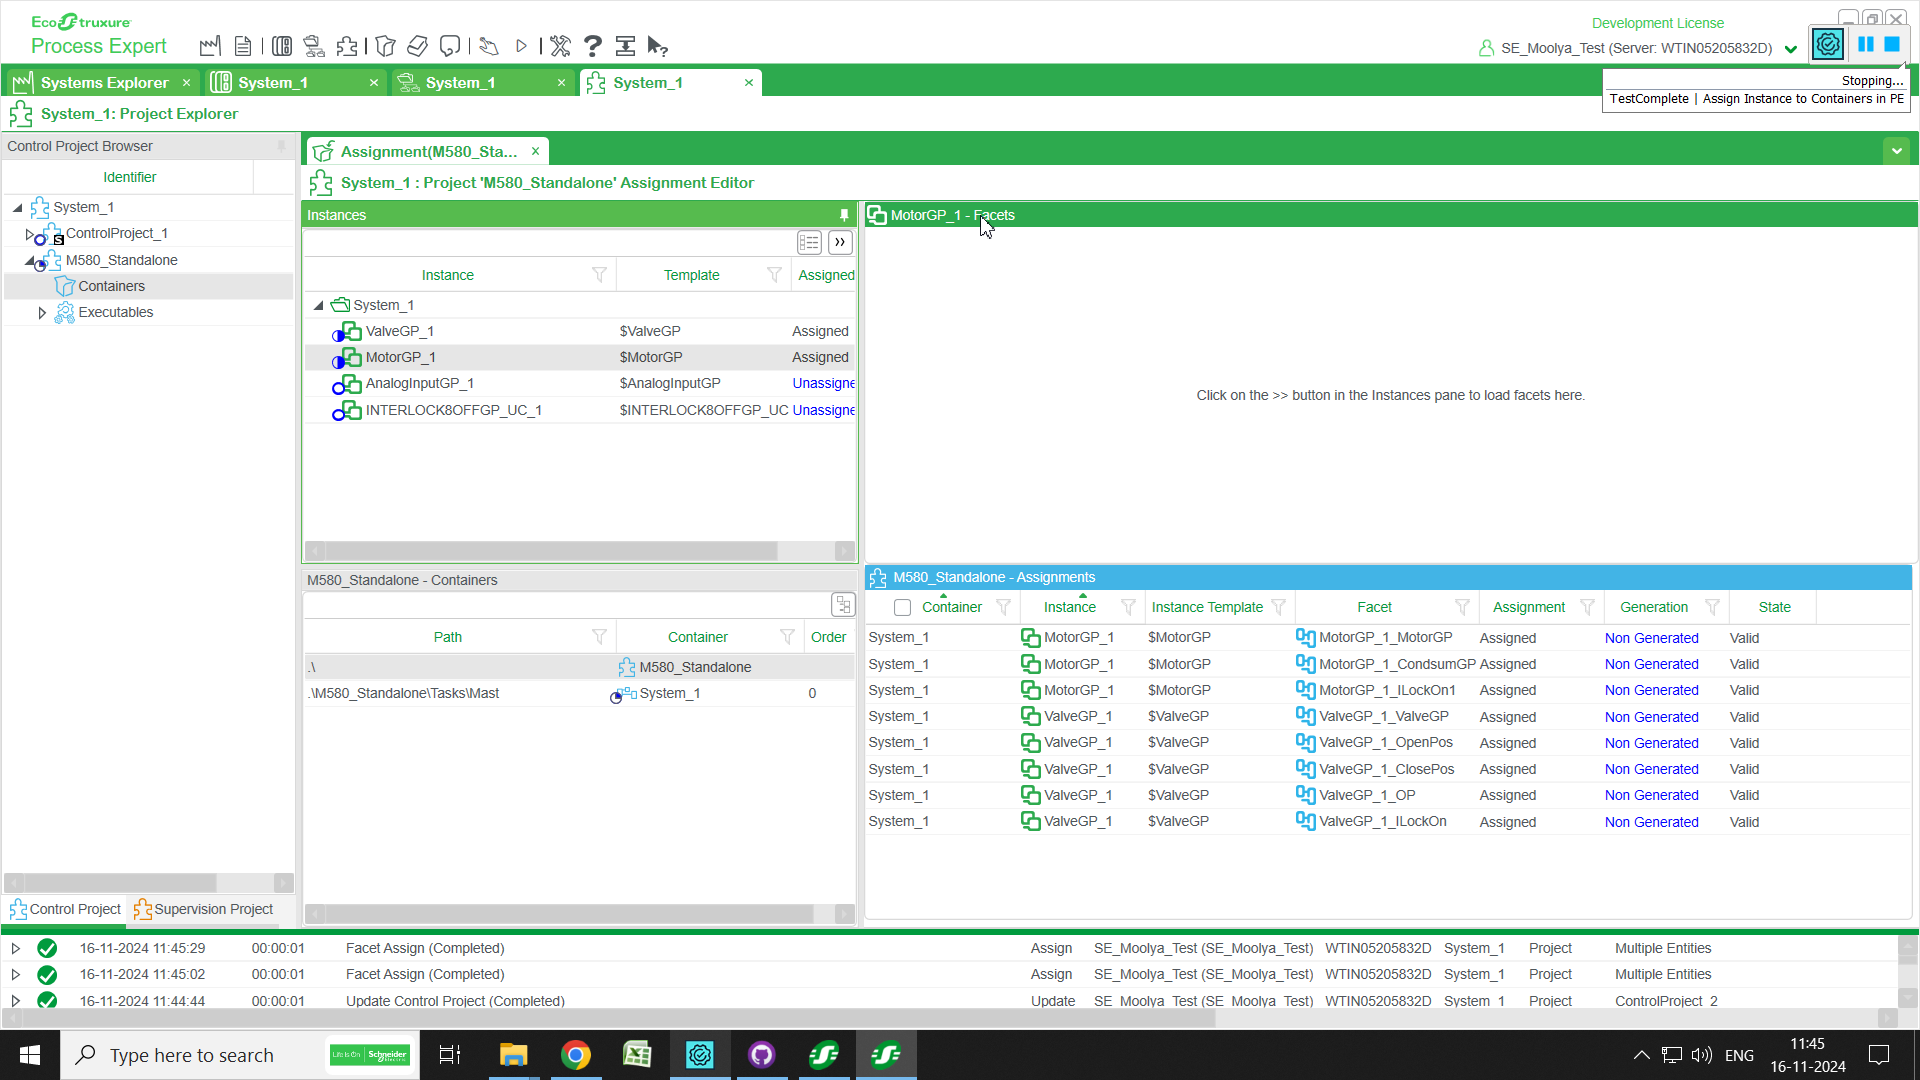 EcoStruxure
Process Expert
Development License
SE_Moolya_Test (Server: WTIN05205832D)
Stopping...
TestComplete | Assign Instance to Containers in PE
Systems Explorer
System_1
System_1
System_1
System_1: Project Explorer
Control Project Browser
Identifier
System_1
ControlProject_1
M580_Standalone
Containers
Executables
Control Project
Supervision Project
Assignment(M580_Sta...
System_1 : Project 'M580_Standalone' Assignment Editor
Instances
Instance Template Assigned
System_1
ValveGP_1 $ValveGP Assigned
MotorGP_1 $MotorGP Assigned
AnalogInputGP_1 $AnalogInputGP Unassigne
INTERLOCK8OFFGP_UC_1 $INTERLOCK8OFFGP_UC Unassigne
MotorGP_1 - Facets
Click on the >> button in the Instances pane to load facets here.
M580_Standalone - Containers
Path Container Order
.\ M580_Standalone
.\M580_Standalone\Tasks\Mast System_1 0
M580_Standalone - Assignments
Container Instance Instance Template Facet Assignment Generation State
System_1 MotorGP_1 $MotorGP MotorGP_1_MotorGP Assigned Non Generated Valid
System_1 MotorGP_1 $MotorGP MotorGP_1_CondsumGP Assigned Non Generated Valid
System_1 MotorGP_1 $MotorGP MotorGP_1_ILockOn1 Assigned Non Generated Valid
System_1 ValveGP_1 $ValveGP ValveGP_1_ValveGP Assigned Non Generated Valid
System_1 ValveGP_1 $ValveGP ValveGP_1_OpenPos Assigned Non Generated Valid
System_1 ValveGP_1 $ValveGP ValveGP_1_ClosePos Assigned Non Generated Valid
System_1 ValveGP_1 $ValveGP ValveGP_1_OP Assigned Non Generated Valid
System_1 ValveGP_1 $ValveGP ValveGP_1_ILockOn Assigned Non Generated Valid
16-11-2024 11:45:29 00:00:01 Facet Assign (Completed) Assign SE_Moolya_Test (SE_Moolya_Test) WTIN05205832D System_1 Project Multiple Entities
16-11-2024 11:45:02 00:00:01 Facet Assign (Completed) Assign SE_Moolya_Test (SE_Moolya_Test) WTIN05205832D System_1 Project Multiple Entities
16-11-2024 11:44:44 00:00:01 Update Control Project (Completed) Update SE_Moolya_Test (SE_Moolya_Test) WTIN05205832D System_1 Project ControlProject_2
Type here to search
Life Is On Schneider
ENG
11:45
16-11-2024